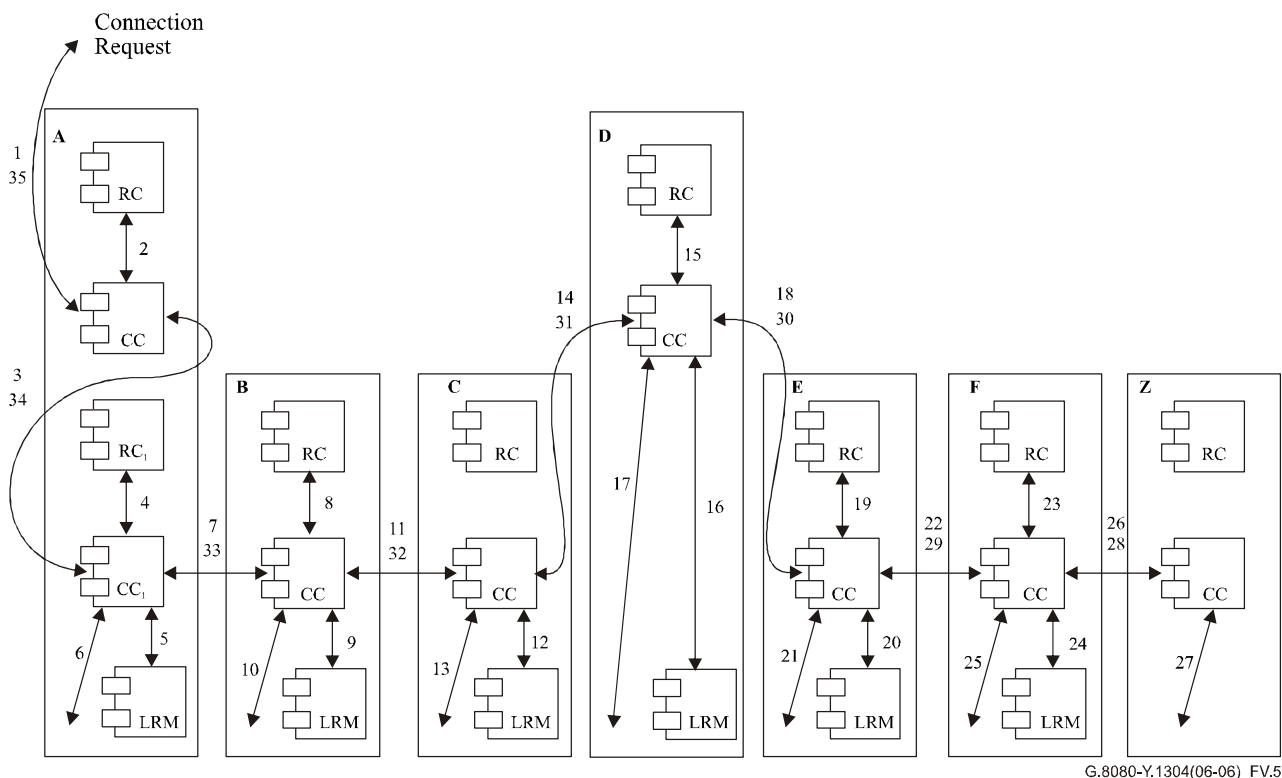 Connection
Request
1
35
A
RC
2
CC
3
34
RC₁
4
CC₁
5
6
LRM
7
33
B
RC
8
CC
9
10
LRM
11
32
C
RC
CC
12
13
LRM
14
31
D
RC
15
CC
16
17
LRM
18
30
E
RC
19
CC
20
21
LRM
22
29
F
RC
23
CC
24
25
LRM
26
28
Z
RC
CC
27
G.8080-Y.1304(06-06)_FV.5